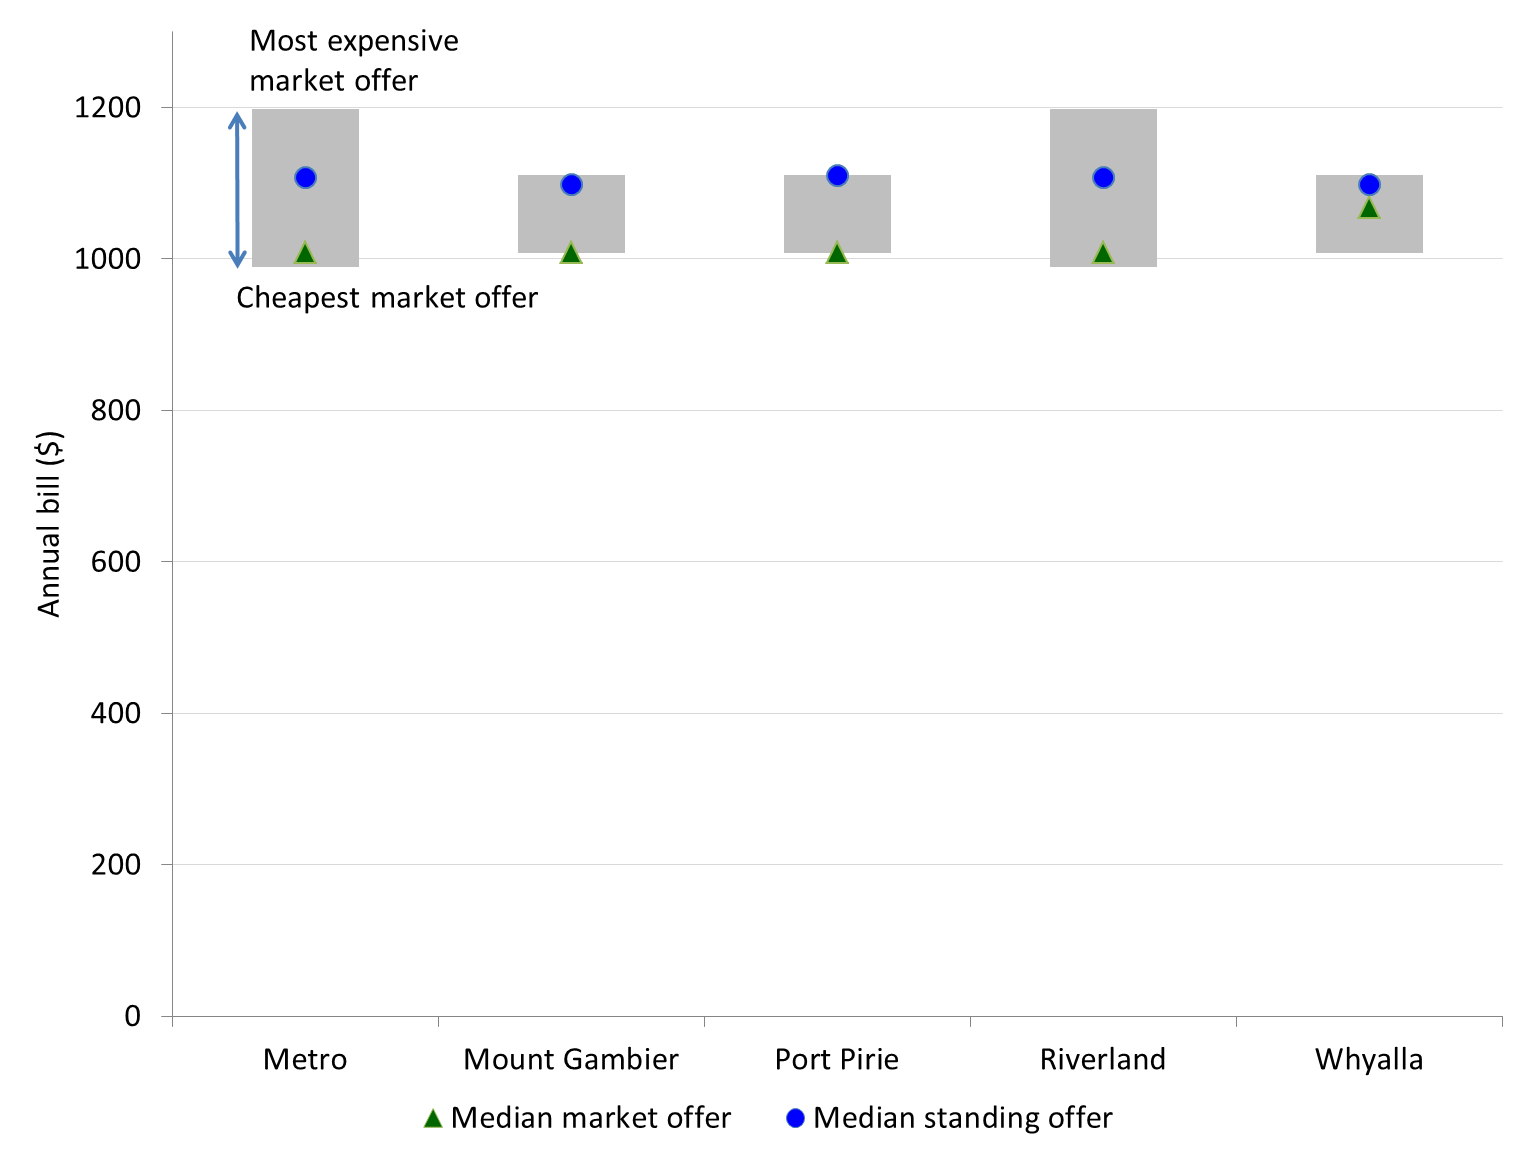 Most expensive
market offer
1200
1000
Cheapest market offer
800
Annual bill ($)
600
400
200
0
Metro
Mount Gambier
Port Pirie
Riverland
Whyalla
Median market offer
Median standing offer